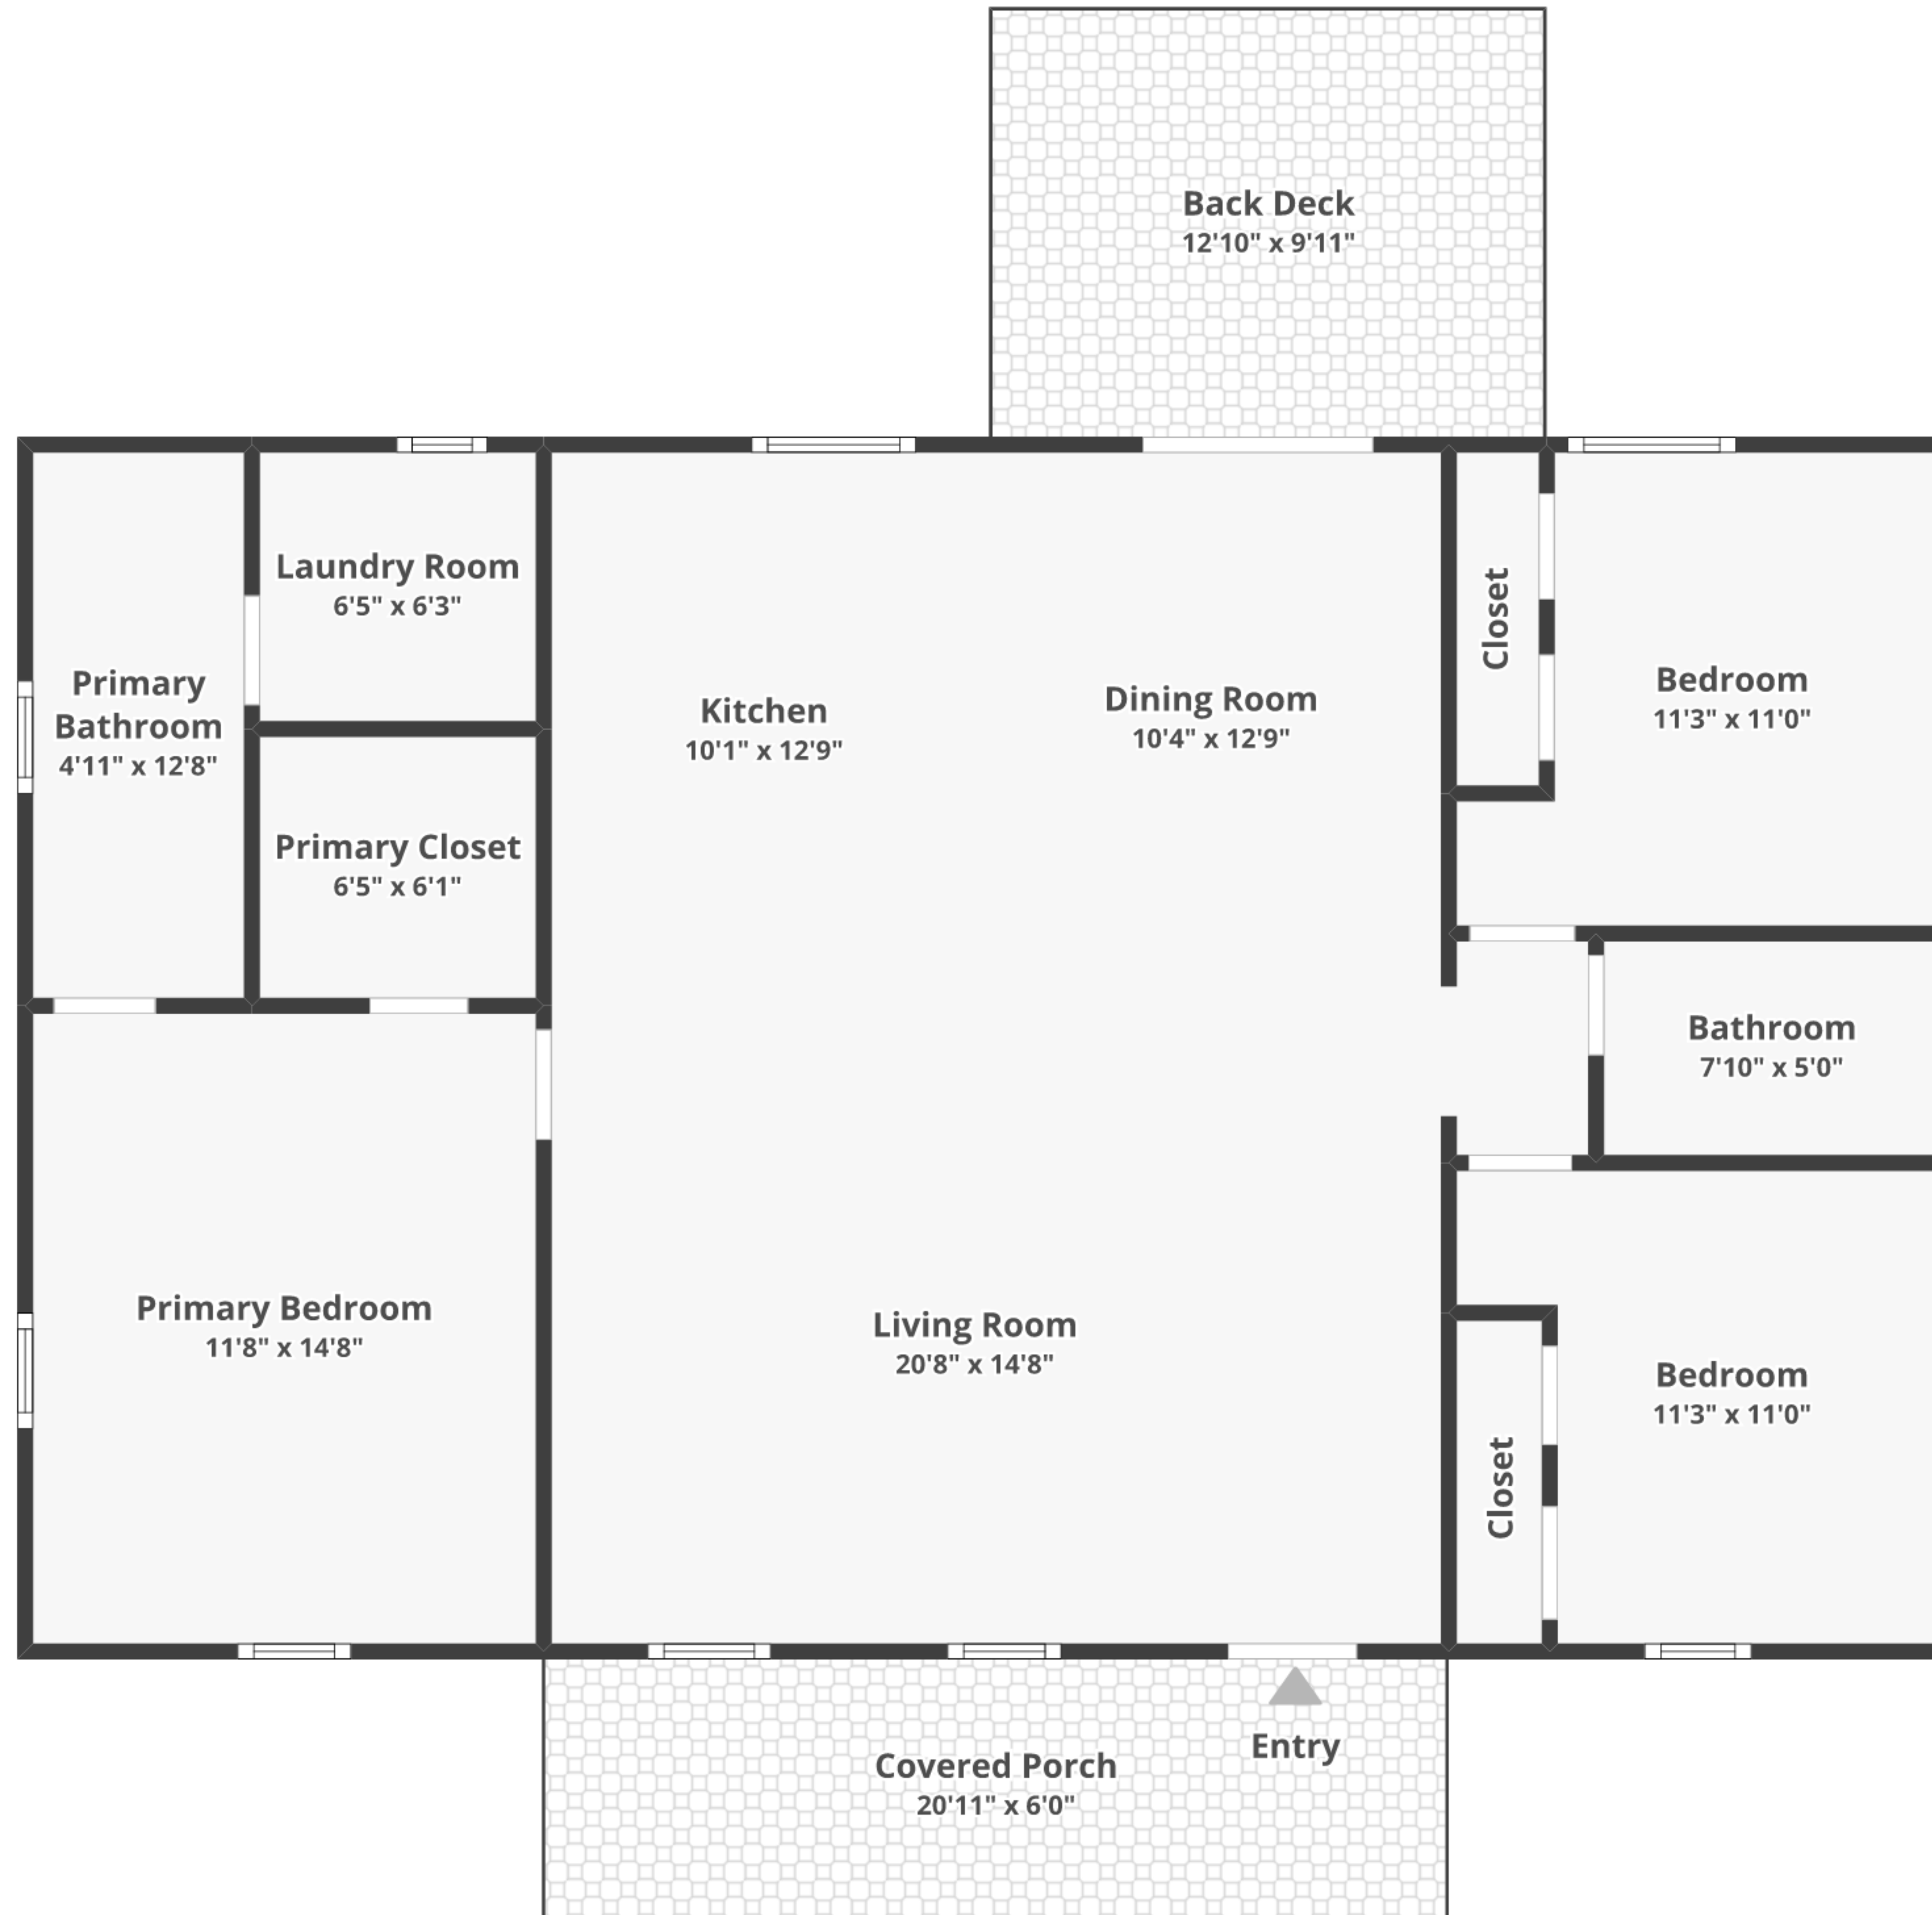 Back Deck
12'10" x 9'11"
Laundry Room
6'5" x 6'3"
Primary
Bathroom
4'11" x 12'8"
Kitchen
10'1" x 12'9"
Dining Room
10'4" x 12'9"
Closet
Bedroom
11'3" x 11'0"
Primary Closet
6'5" x 6'1"
Bathroom
7'10" x 5'0"
Primary Bedroom
11'8" x 14'8"
Living Room
20'8" x 14'8"
Bedroom
11'3" x 11'0"
Closet
Entry
Covered Porch
20'11" x 6'0"